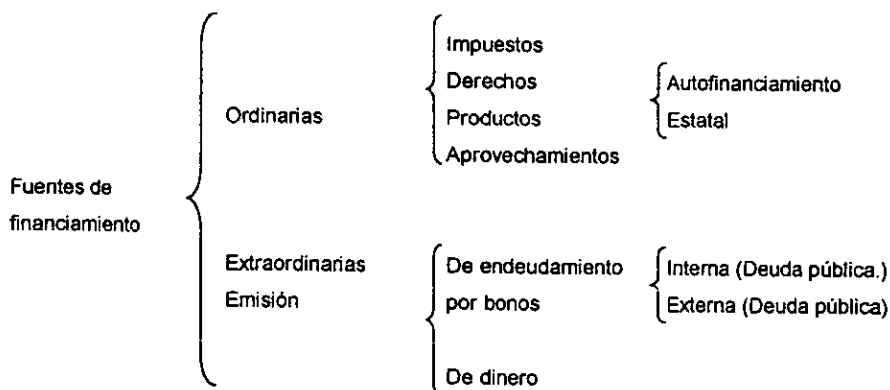 Impuestos
Derechos
Autofinanciamiento
Ordinarias
Productos
Estatal
Aprovechamientos
Fuentes de
financiamiento
Extraordinarias
De endeudamiento
Interna (Deuda pública.)
Emisión
por bonos
Externa (Deuda pública)
De dinero